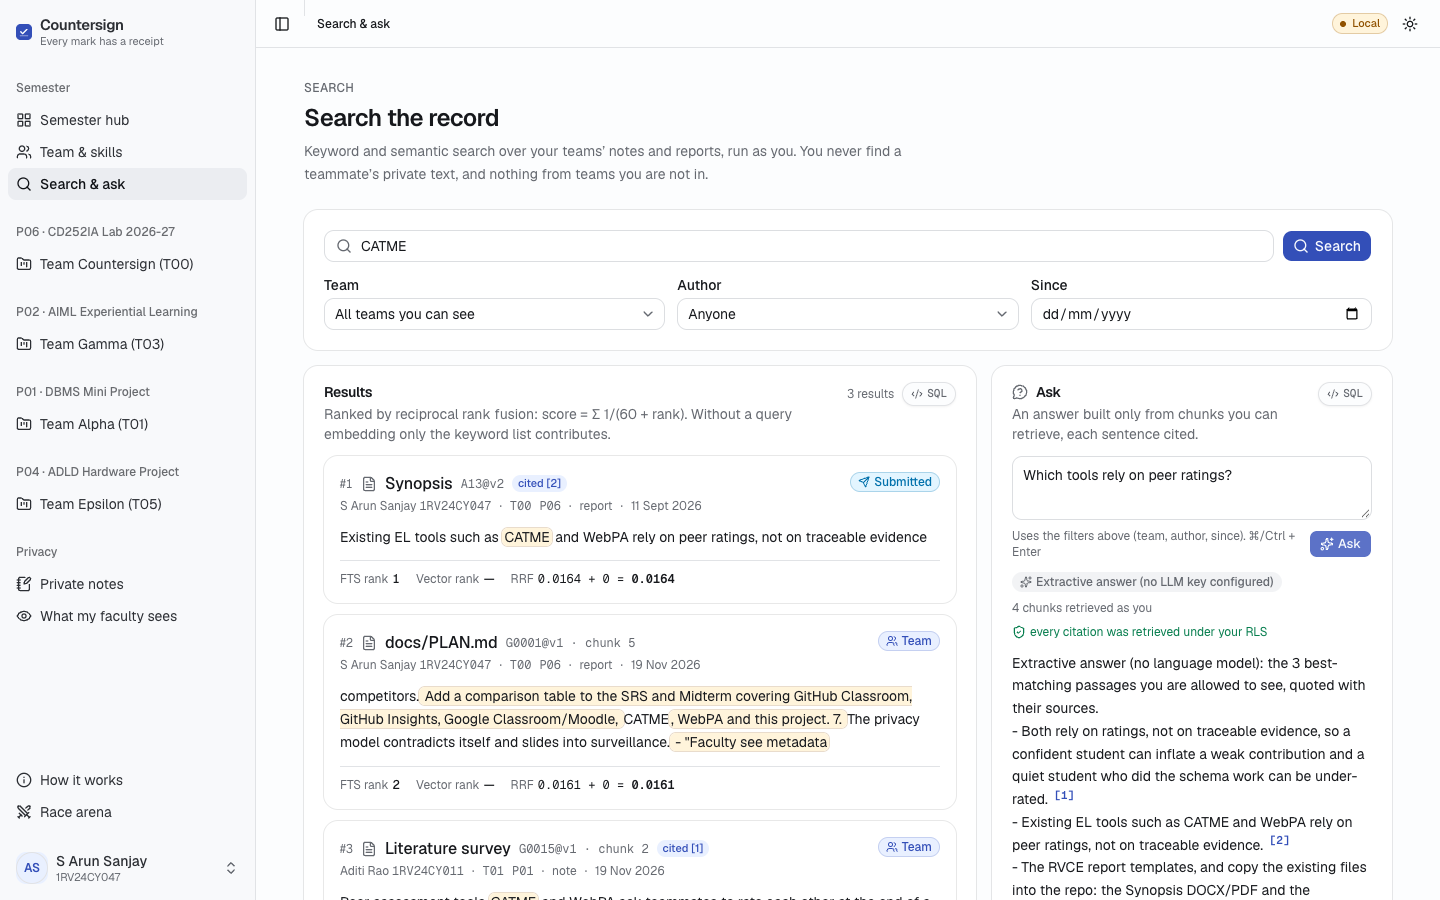 Countersign
Every mark has a receipt
Semester
Semester hub
Team & skills
Search & ask
P06 · CD252IA Lab 2026-27
Team Countersign (T00)
P02 · AIML Experiential Learning
Team Gamma (T03)
P01 · DBMS Mini Project
Team Alpha (T01)
P04 · ADLD Hardware Project
Team Epsilon (T05)
Privacy
Private notes
What my faculty sees
How it works
Race arena
AS
S Arun Sanjay
1RV24CY047
Search & ask
Local
SEARCH
Search the record
Keyword and semantic search over your teams’ notes and reports, run as you. You never find a
teammate’s private text, and nothing from teams you are not in.
CATME
Search
Team
Author
Since
All teams you can see
Anyone
dd/mm/yyyy
Results
3 results
SQL
Ranked by reciprocal rank fusion: score = Σ 1/(60 + rank). Without a query
embedding only the keyword list contributes.
#1 Synopsis A13@v2 cited [2]
Submitted
S Arun Sanjay 1RV24CY047 · T00 P06 · report · 11 Sept 2026
Existing EL tools such as CATME and WebPA rely on peer ratings, not on traceable evidence
FTS rank 1 Vector rank — RRF 0.0164 + 0 = 0.0164
#2 docs/PLAN.md G0001@v1 · chunk 5
Team
S Arun Sanjay 1RV24CY047 · T00 P06 · report · 19 Nov 2026
competitors. Add a comparison table to the SRS and Midterm covering GitHub Classroom,
GitHub Insights, Google Classroom/Moodle, CATME, WebPA and this project. 7. The privacy
model contradicts itself and slides into surveillance. - "Faculty see metadata
FTS rank 2 Vector rank — RRF 0.0161 + 0 = 0.0161
#3 Literature survey G0015@v1 · chunk 2 cited [1]
Team
Aditi Rao 1RV24CY011 · T01 P01 · note · 19 Nov 2026
Peer assessment tools CATME and WebPA ask teammates to rate each other at the end of a
Ask
SQL
An answer built only from chunks you can
retrieve, each sentence cited.
Which tools rely on peer ratings?
Uses the filters above (team, author, since). ⌘/Ctrl +
Enter
Ask
Extractive answer (no LLM key configured)
4 chunks retrieved as you
every citation was retrieved under your RLS
Extractive answer (no language model): the 3 best-
matching passages you are allowed to see, quoted with
their sources.
- Both rely on ratings, not on traceable evidence, so a
confident student can inflate a weak contribution and a
quiet student who did the schema work can be under-
rated. [1]
- Existing EL tools such as CATME and WebPA rely on
peer ratings, not on traceable evidence. [2]
- The RVCE report templates, and copy the existing files
into the repo: the Synopsis DOCX/PDF and the